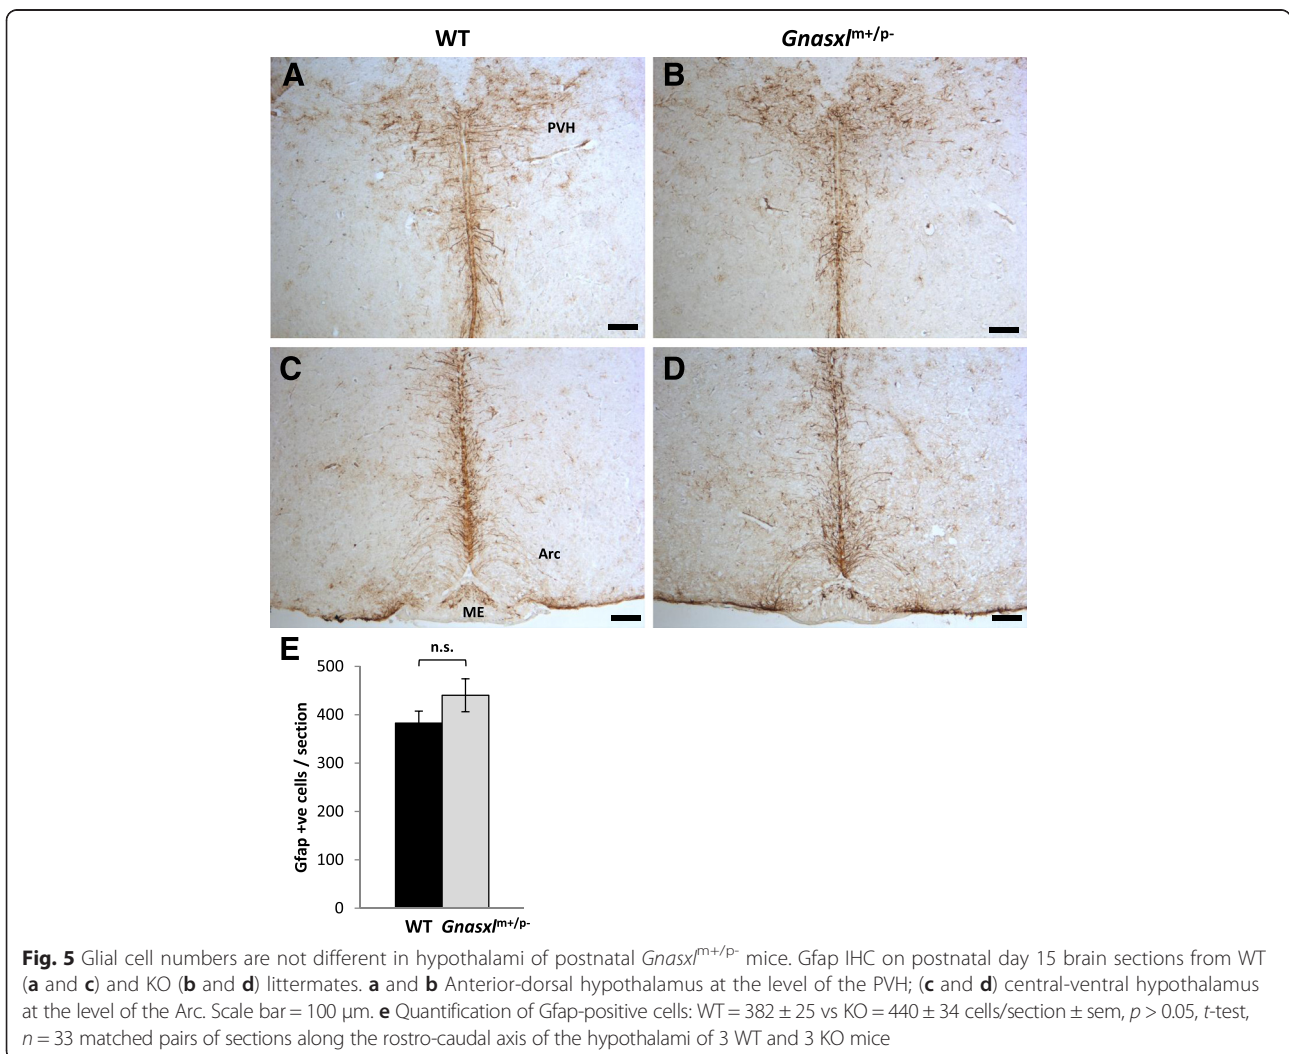 WT
Gnasxlm+/p-
A
B
PVH
C
D
Arc
ME
E
n.s.
500
400
300
200
100
0
Gfap +ve cells / section
WT Gnasxlm+/p-
Fig. 5 Glial cell numbers are not different in hypothalami of postnatal Gnasxlm+/p- mice. Gfap IHC on postnatal day 15 brain sections from WT
(a and c) and KO (b and d) littermates. a and b Anterior-dorsal hypothalamus at the level of the PVH; (c and d) central-ventral hypothalamus
at the level of the Arc. Scale bar = 100 μm. e Quantification of Gfap-positive cells: WT = 382 ± 25 vs KO = 440 ± 34 cells/section ± sem, p > 0.05, t-test,
n = 33 matched pairs of sections along the rostro-caudal axis of the hypothalami of 3 WT and 3 KO mice